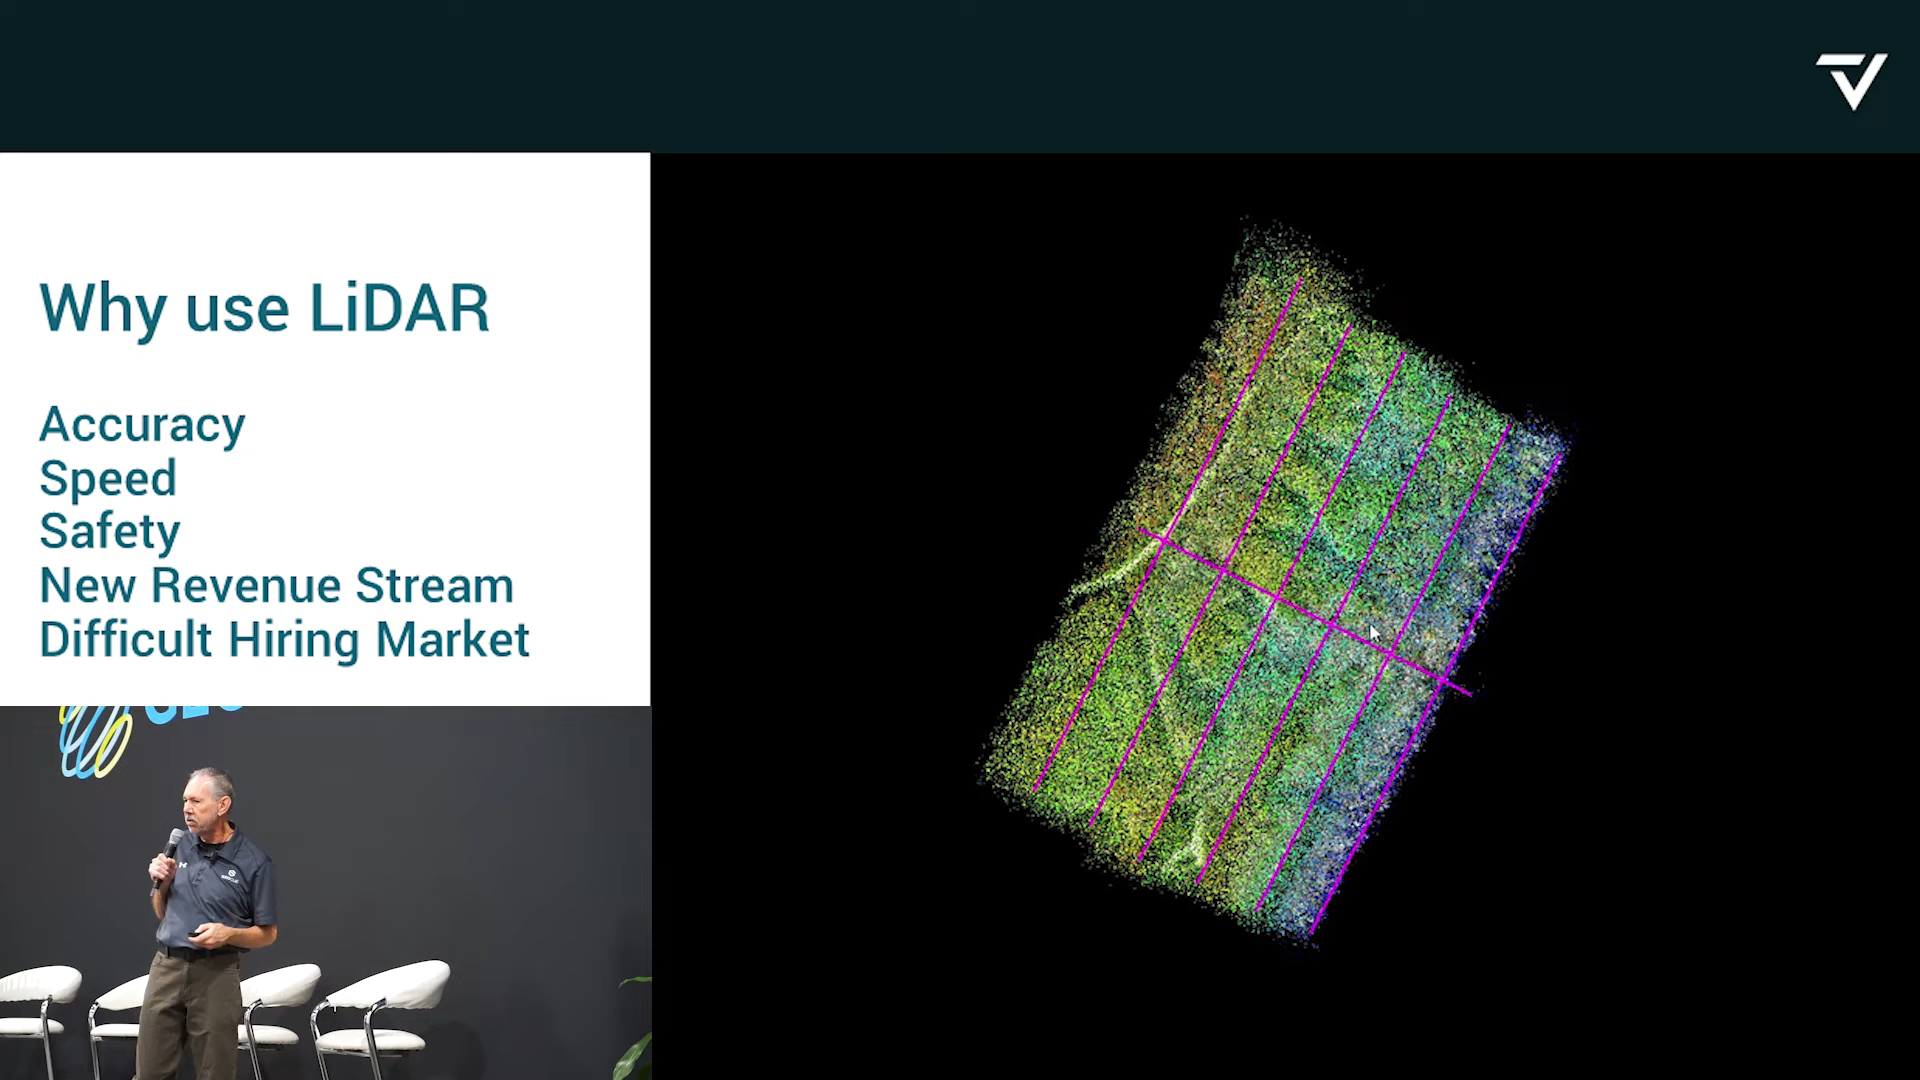 Why use LiDAR
Accuracy
Speed
Safety
New Revenue Stream
Difficult Hiring Market